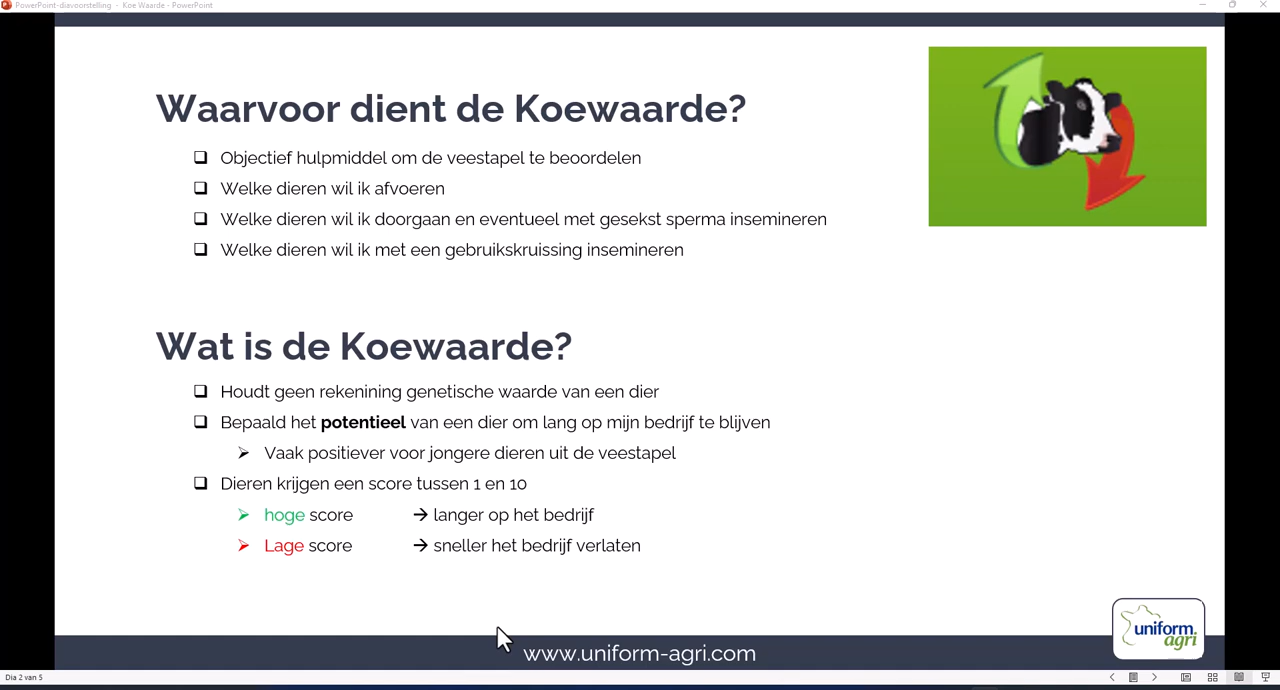 PowerPoint-diavoorstelling - Koe Waarde - PowerPoint
Waarvoor dient de Koewaarde?
Objectief hulpmiddel om de veestapel te beoordelen
Welke dieren wil ik afvoeren
Welke dieren wil ik doorgaan en eventueel met gesekst sperma insemineren
Welke dieren wil ik met een gebruikskruissing insemineren
Wat is de Koewaarde?
Houdt geen rekenining genetische waarde van een dier
Bepaald het potentieel van een dier om lang op mijn bedrijf te blijven
Vaak positiever voor jongere dieren uit de veestapel
Dieren krijgen een score tussen 1 en 10
hoge score → langer op het bedrijf
Lage score → sneller het bedrijf verlaten
uniform.
agri
www.uniform-agri.com
Dia 2 van 5